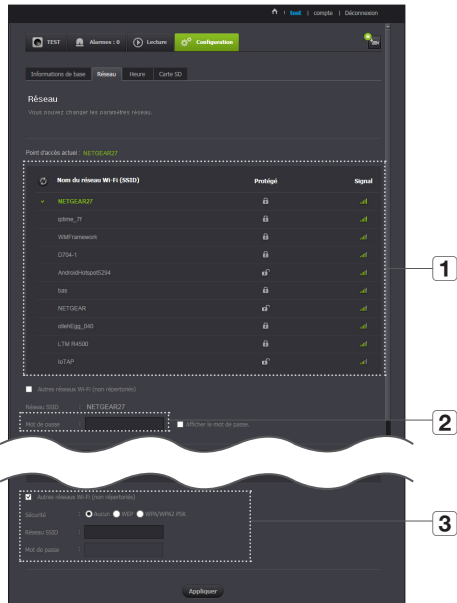 test | compte | Déconnexion
TEST Alarmes : 0 Lecture Configuration
Informations de base Réseau Heure Carte SD
Réseau
Vous pouvez changer les paramètres réseau.
Point d'accès actuel : NETGEAR27
Nom du réseau Wi-Fi (SSID) Protégé Signal
NETGEAR27
iptime_7f
WMFramework
D704-1
AndroidHotspot5294
bae
NETGEAR
ollehEgg_040
LTM R4500
IoTAP
1
Autres réseaux Wi-Fi (non répertoriés)
Réseau SSID : NETGEAR27
Mot de passe : Afficher le mot de passe.
2
Autres réseaux Wi-Fi (non répertoriés)
Sécurité : Aucun WEP WPA/WPA2 PSK
Réseau SSID :
Mot de passe :
3
Appliquer